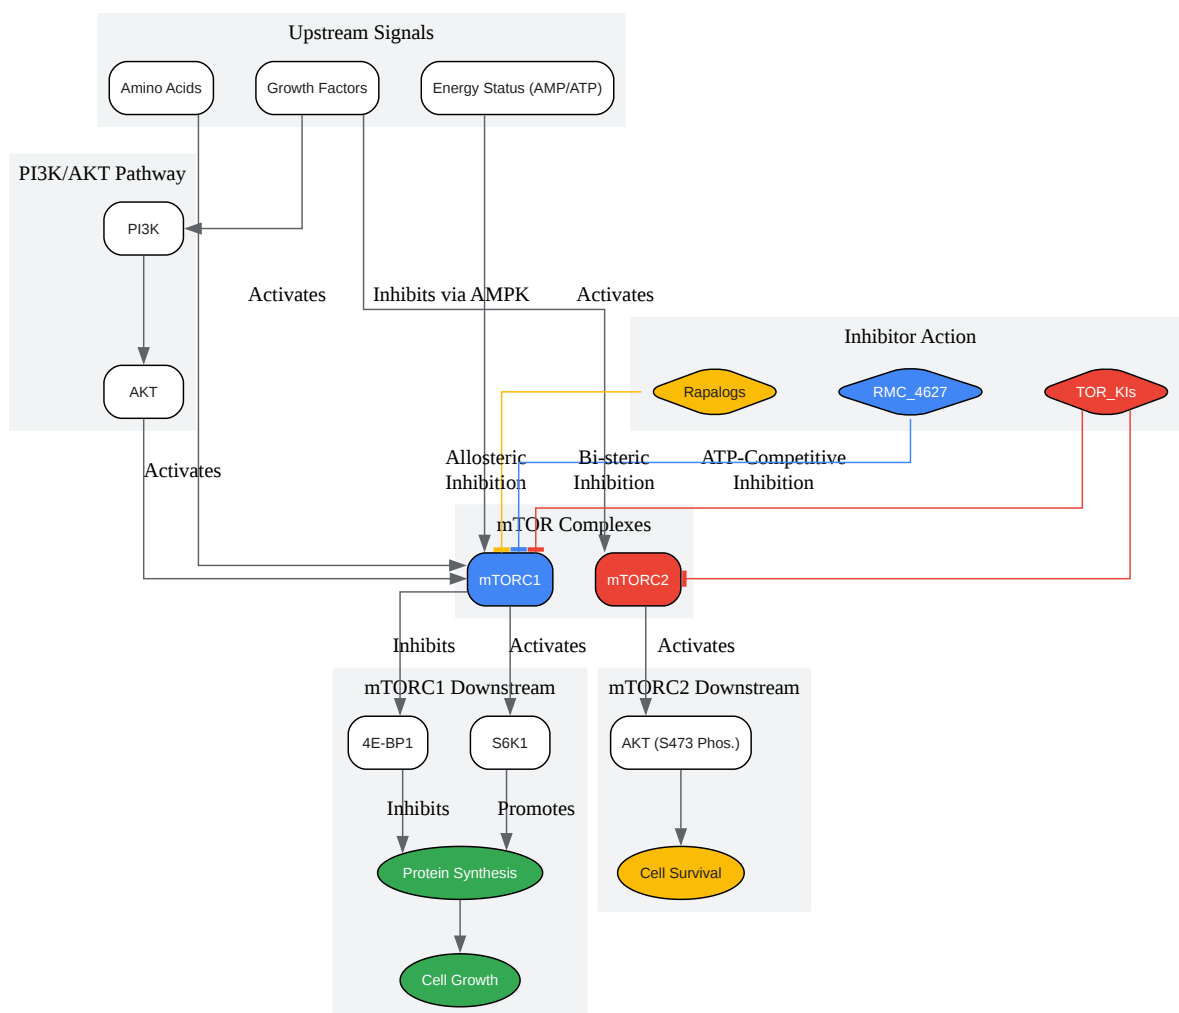 Upstream Signals
Amino Acids
Growth Factors
Energy Status (AMP/ATP)
PI3K/AKT Pathway
PI3K
Activates
Inhibits via AMPK
Activates
Inhibitor Action
AKT
Rapalogs
RMC_4627
TOR_KIs
Activates
Allosteric
Inhibition
Bi-steric
Inhibition
ATP-Competitive
Inhibition
mTOR Complexes
mTORC1
mTORC2
Inhibits
Activates
Activates
mTORC1 Downstream
mTORC2 Downstream
4E-BP1
S6K1
AKT (S473 Phos.)
Inhibits
Promotes
Protein Synthesis
Cell Survival
Cell Growth